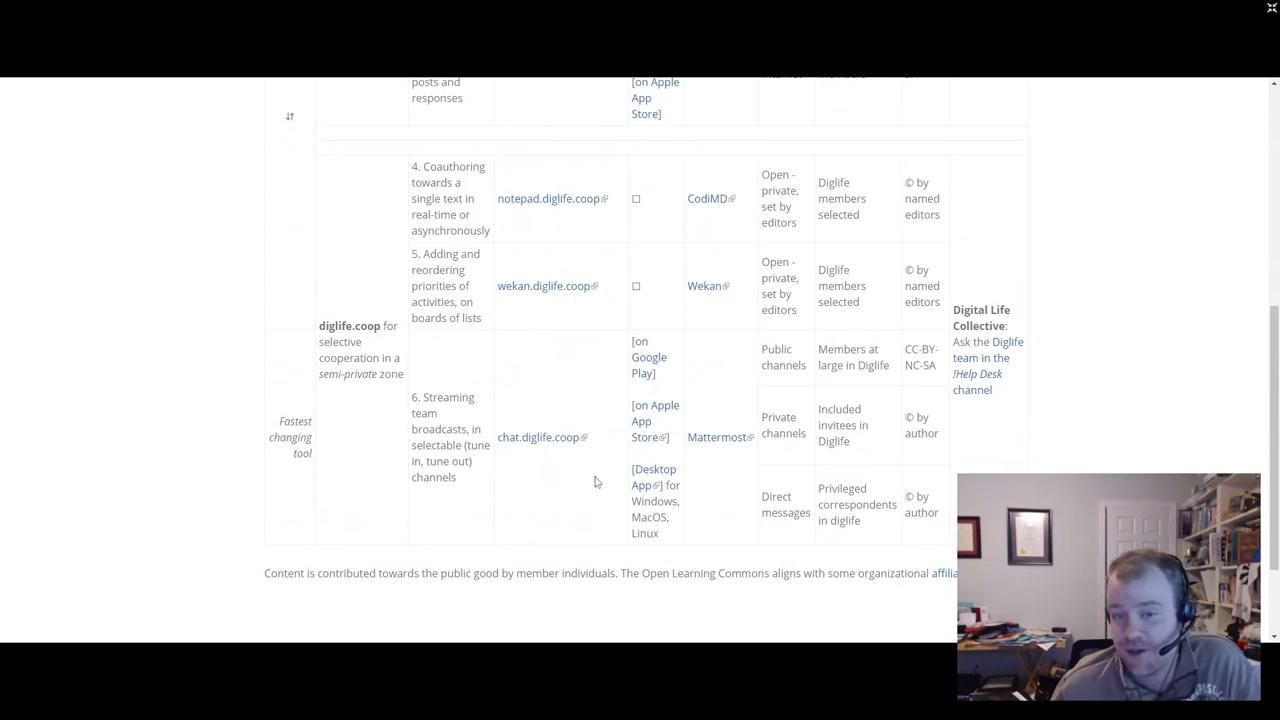 posts and
responses
[on Apple
App
Store]
4. Coauthoring
towards a
single text in
real-time or
asynchronously
notepad.diglife.coop
CodiMD
Open -
private,
set by
editors
Diglife
members
selected
© by
named
editors
5. Adding and
reordering
priorities of
activities, on
boards of lists
wekan.diglife.coop
Wekan
Open -
private,
set by
editors
Diglife
members
selected
© by
named
editors
diglife.coop for
selective
cooperation in a
semi-private zone
Digital Life
Collective:
Ask the Diglife
team in the
!Help Desk
channel
Fastest
changing
tool
6. Streaming
team
broadcasts, in
selectable (tune
in, tune out)
channels
chat.diglife.coop
[on
Google
Play]
[on Apple
App
Store]
[Desktop
App] for
Windows,
MacOS,
Linux
Mattermost
Public
channels
Members at
large in Diglife
CC-BY-
NC-SA
Private
channels
Included
invitees in
Diglife
© by
author
Direct
messages
Privileged
correspondents
in diglife
© by
author
Content is contributed towards the public good by member individuals. The Open Learning Commons aligns with some organizational